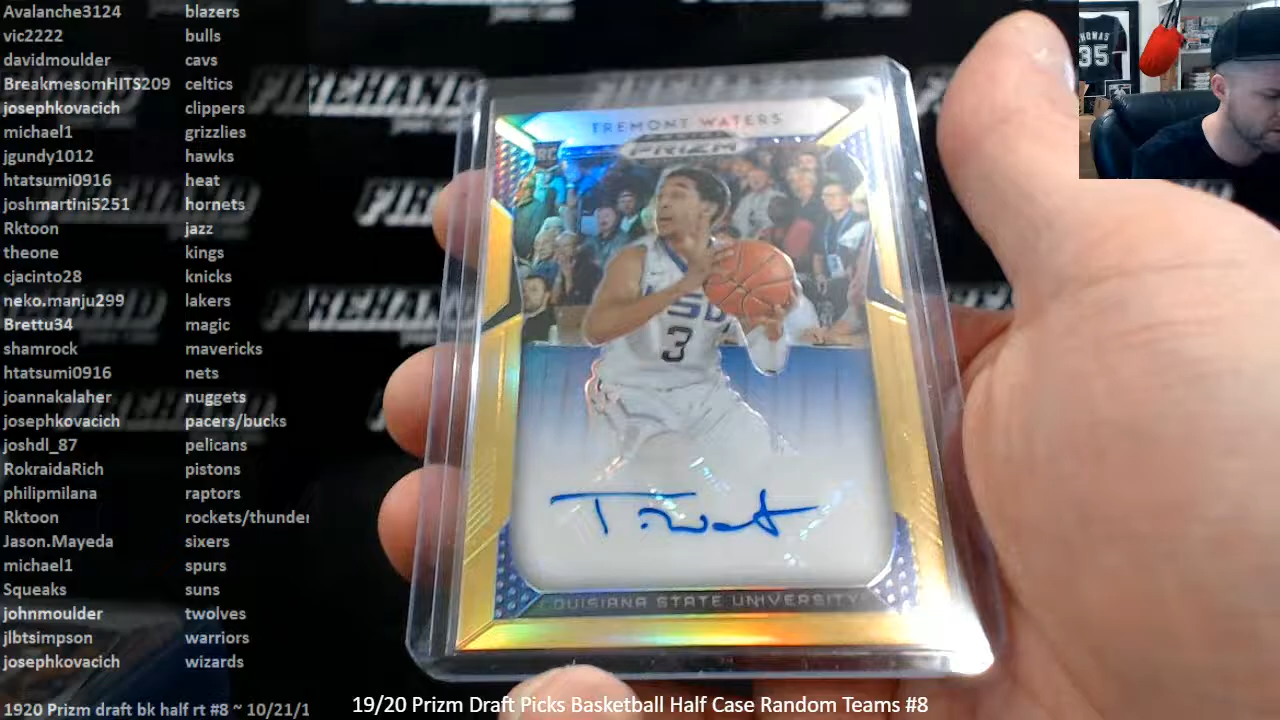 Avalanche3124 blazers
vic2222 bulls
davidmoulder cavs
BreakmesomHITS209 celtics
josephkovacich clippers
michael1 grizzlies
jgundy1012 hawks
htatsumi0916 heat
joshmartini5251 hornets
Rktoon jazz
theone kings
cjacinto28 knicks
neko.manju299 lakers
Brettu34 magic
shamrock mavericks
htatsumi0916 nets
joannakalaher nuggets
josephkovacich pacers/bucks
joshdl_87 pelicans
RokraidaRich pistons
philipmilana raptors
Rktoon rockets/thunder
Jason.Mayeda sixers
michael1 spurs
Squeaks suns
johnmoulder twolves
jlbtsimpson warriors
josephkovacich wizards
1920 Prizm draft bk half rt #8 ~ 10/21/1
FIREHAND
TREMONT WATERS
RC
PRIZM
LSU
3
T. Wat
LOUISIANA STATE UNIVERSITY
35
19/20 Prizm Draft Picks Basketball Half Case Random Teams #8